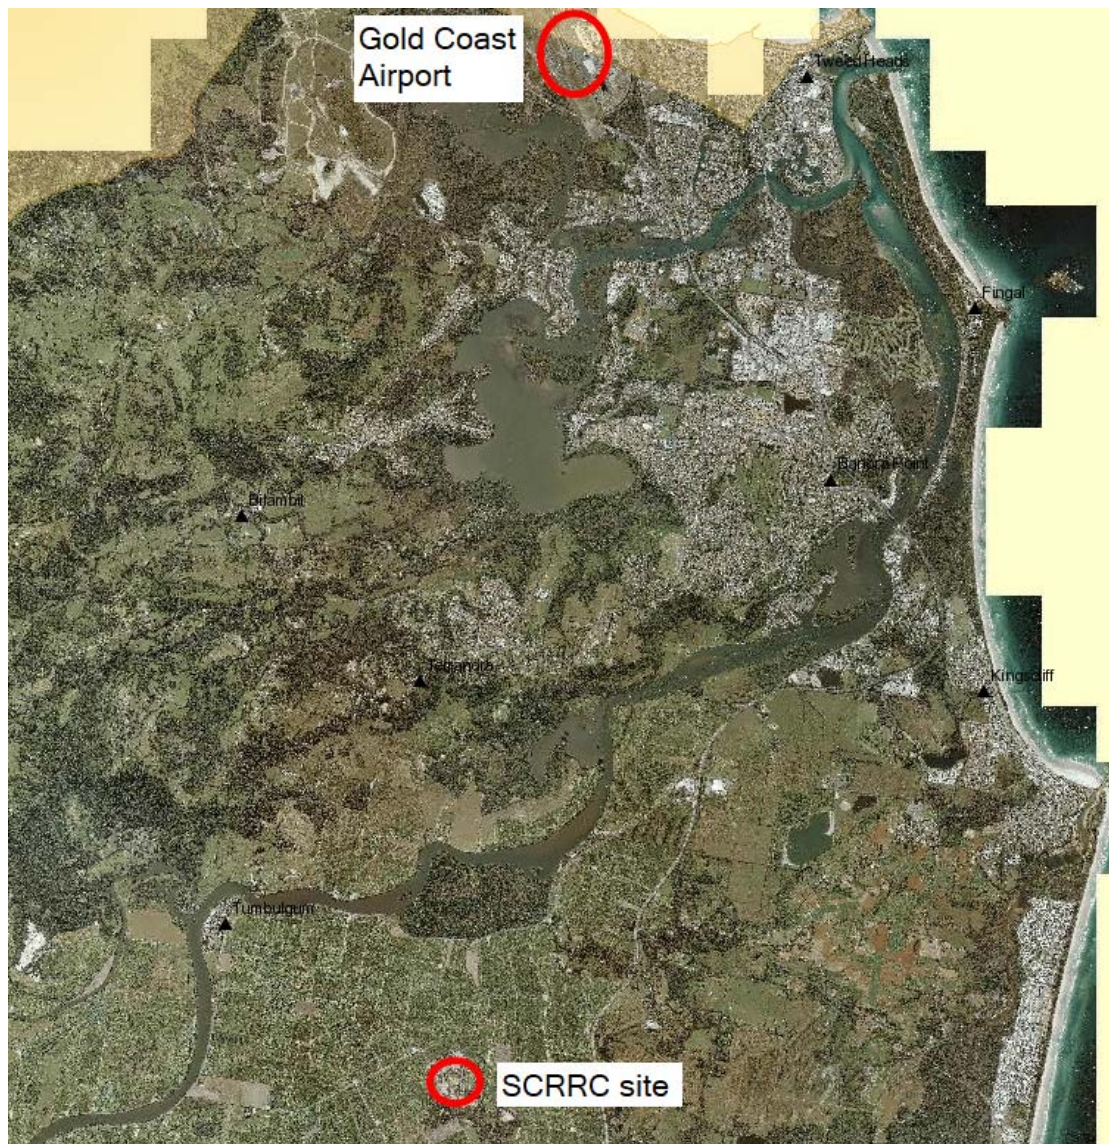 Gold Coast
Airport
Tweed Heads
Fingal
Banora Point
Bilambil
Terranora
Kingscliff
Tumbulgum
SCRRC site